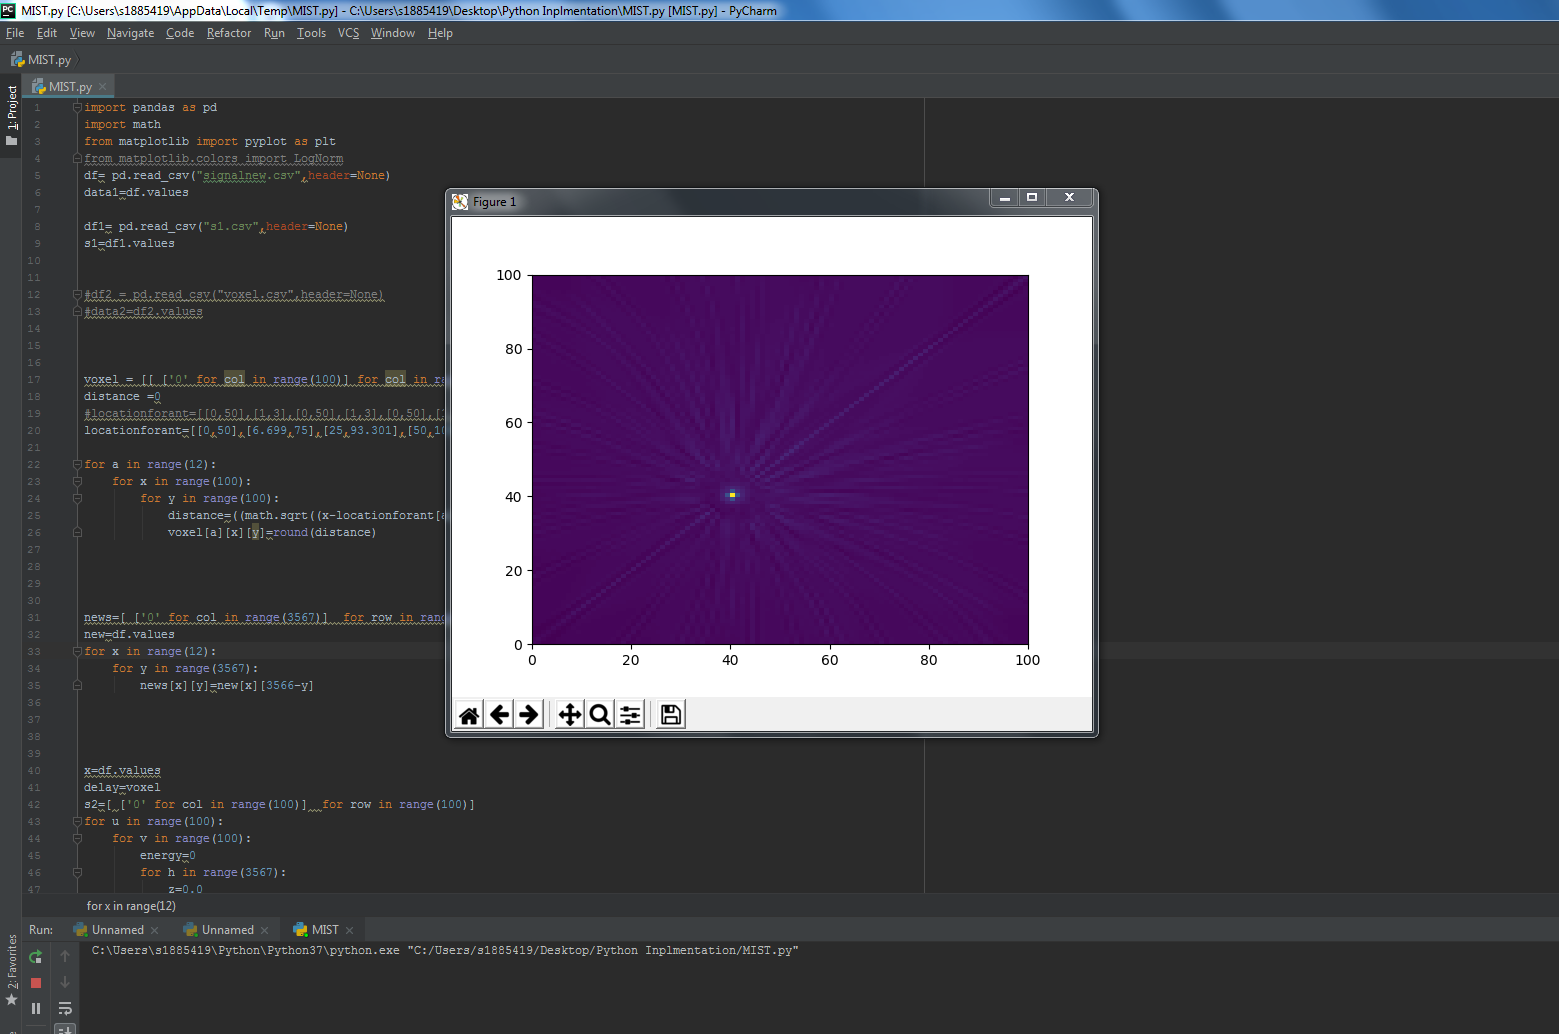 MIST.py [C:\Users\s1885419\AppData\Local\Temp\MIST.py] - C:\Users\s1885419\Desktop\Python Inplmentation\MIST.py [MIST.py] - PyCharm
File Edit View Navigate Code Refactor Run Tools VCS Window Help
MIST.py
1: Project
MIST.py
1 import pandas as pd
2 import math
3 from matplotlib import pyplot as plt
4 from matplotlib.colors import LogNorm
5 df= pd.read_csv("signalnew.csv",header=None)
6 data1=df.values
7
8 df1= pd.read_csv("s1.csv",header=None)
9 s1=df1.values
10
11
12 #df2 = pd.read_csv("voxel.csv",header=None)
13 #data2=df2.values
14
15
16
17 voxel = [[ ['0' for col in range(100)] for col in ra
18 distance =0
19 #locationforant=[[0,50],[1,3],[0,50],[1,3],[0,50],[
20 locationforant=[[0,50],[6.699,75],[25,93.301],[50,10
21
22 for a in range(12):
23 for x in range(100):
24 for y in range(100):
25 distance=((math.sqrt((x-locationforant[a
26 voxel[a][x][y]=round(distance)
27
28
29
30
31 news=[ ['0' for col in range(3567)] for row in rang
32 new=df.values
33 for x in range(12):
34 for y in range(3567):
35 news[x][y]=new[x][3566-y]
36
37
38
39
40 x=df.values
41 delay=voxel
42 s2=[ ['0' for col in range(100)] for row in range(100)]
43 for u in range(100):
44 for v in range(100):
45 energy=0
46 for h in range(3567):
47 z=0.0
for x in range(12)
Figure 1
100
80
60
40
20
0
0 20 40 60 80 100
Run: Unnamed Unnamed MIST
C:\Users\s1885419\Python\Python37\python.exe "C:/Users/s1885419/Desktop/Python Inplmentation/MIST.py"
2: Favorites